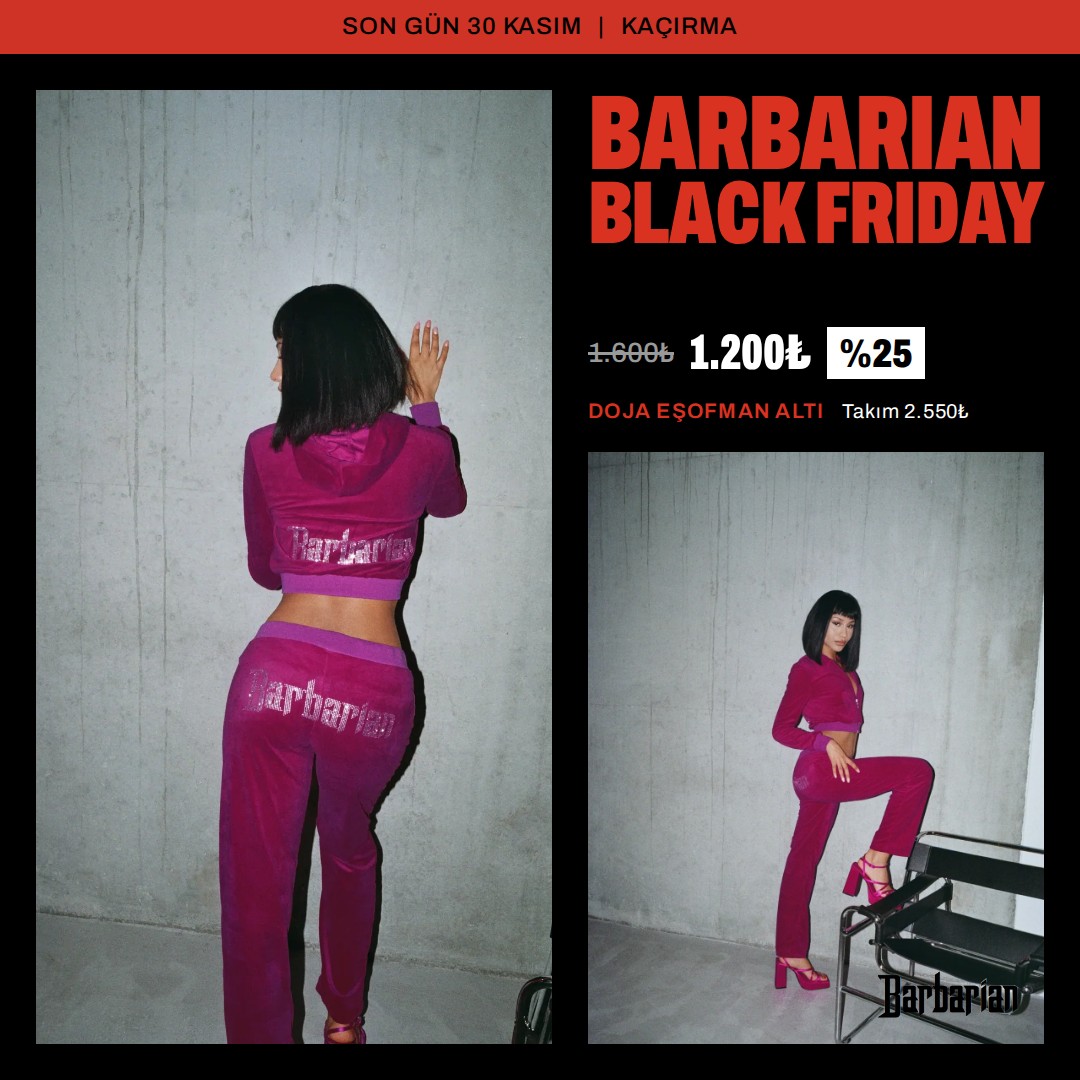 SON GÜN 30 KASIM | KAÇIRMA
BARBARIAN
BLACK FRIDAY
1.600₺ 1.200₺ %25
DOJA EŞOFMAN ALTI Takım 2.550₺
Barbarian
Barbarian
Barbarian